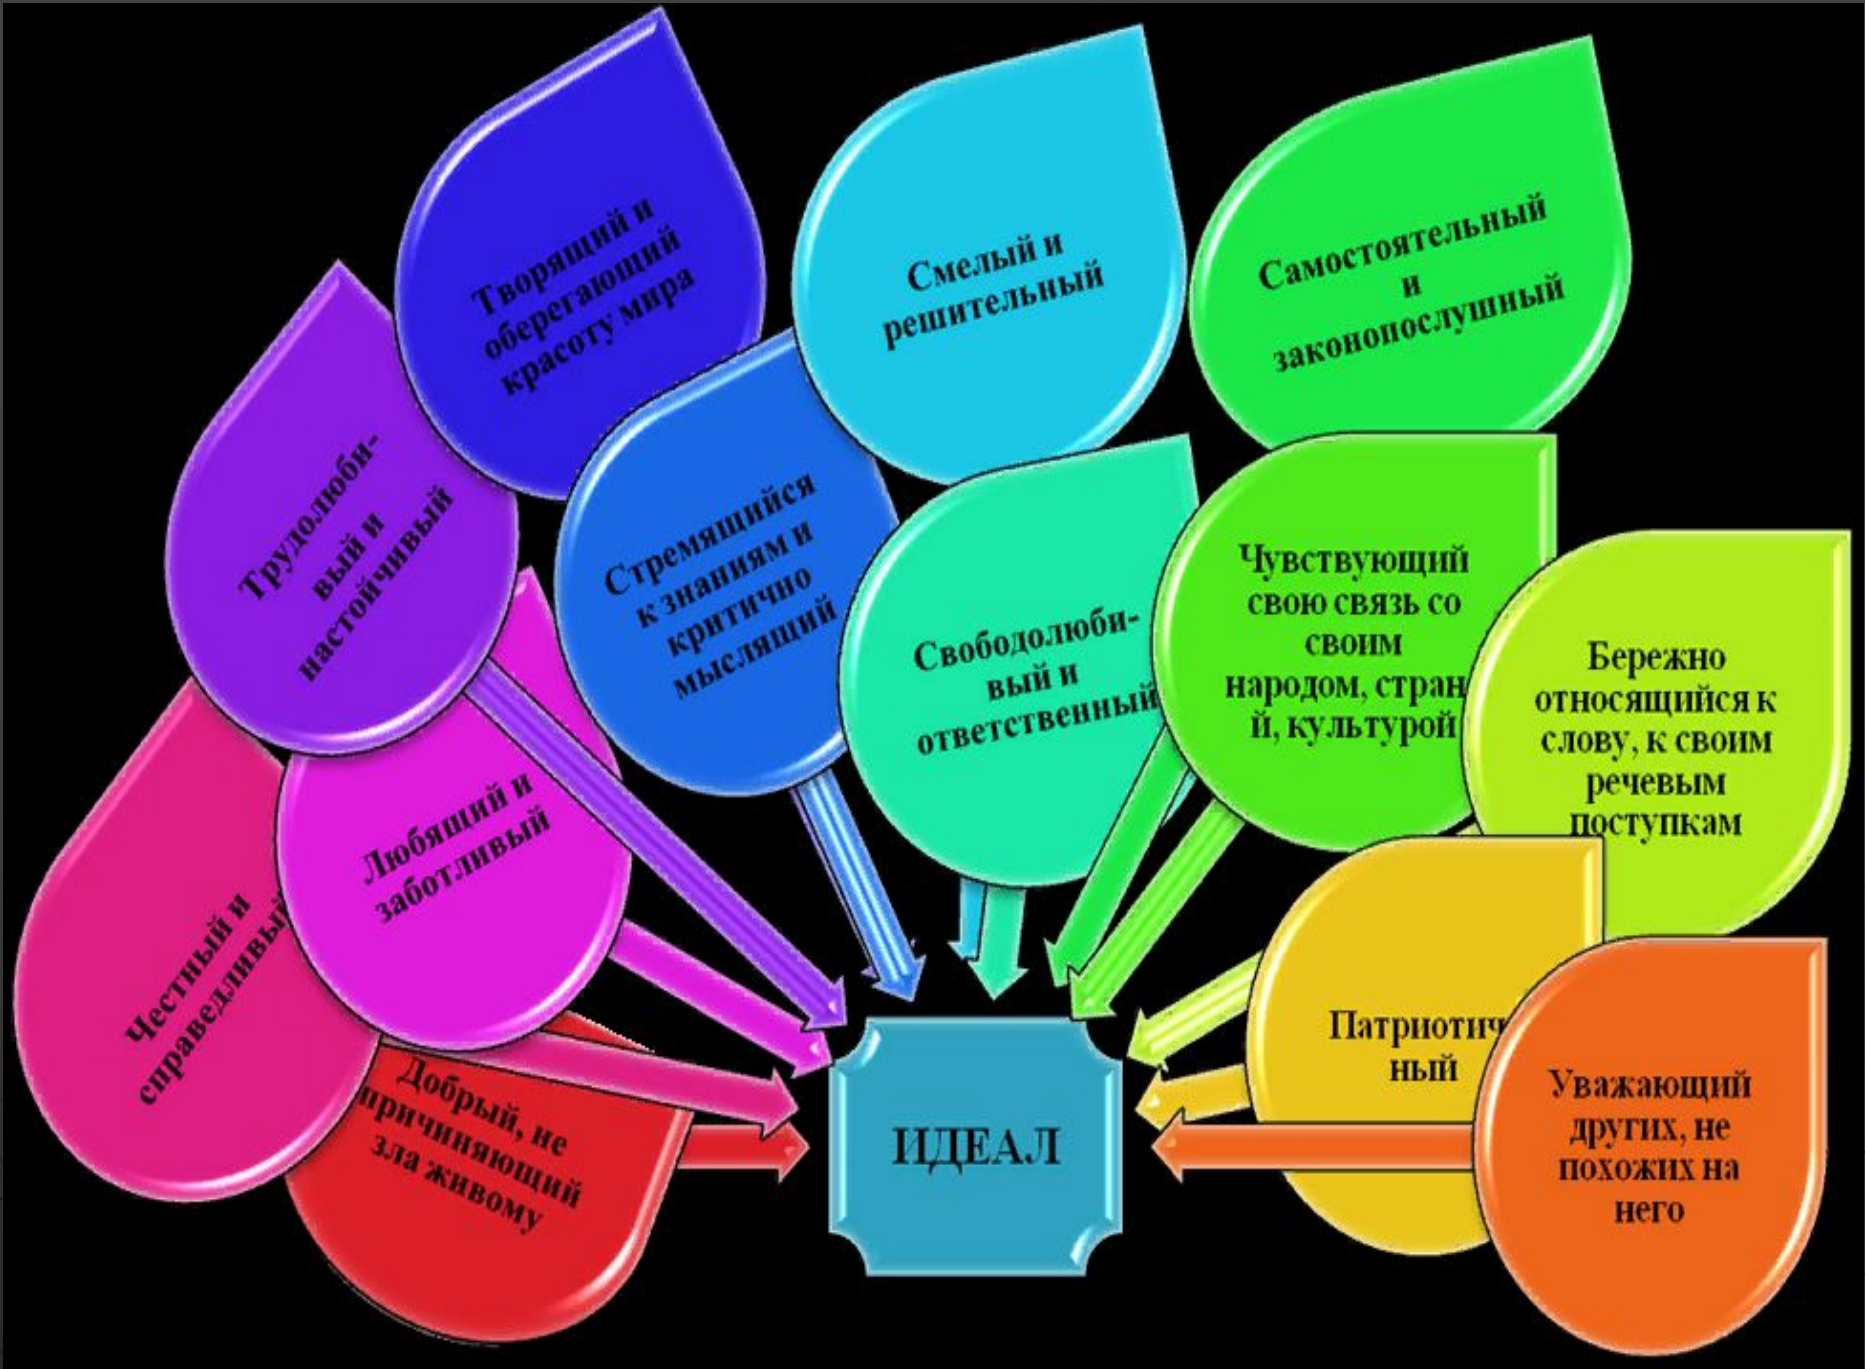 Творящий и
оберегающий
красоту мира
Смелый и
решительный
Самостоятельный
и
законопослушный
Трудолюби-
вый и
настойчивый
Стремящийся
к знаниям и
критично
мыслящий
Свободолюби-
вый и
ответственный
Чувствующий
свою связь со
своим
народом, стран
й, культурой
Бережно
относящийся к
слову, к своим
речевым
поступкам
Любящий и
заботливый
Честный и
справедливый
Добрый, не
причиняющий
зла живому
ИДЕАЛ
Патриотич
ный
Уважающий
других, не
похожих на
него